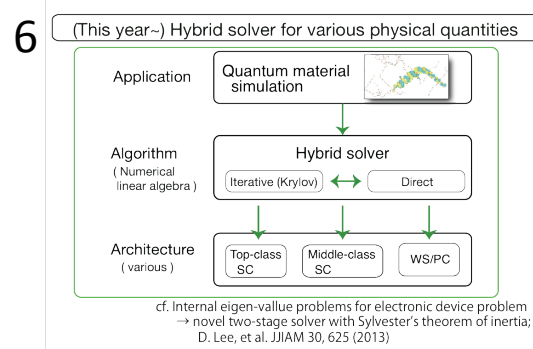 6
(This year~) Hybrid solver for various physical quantities
Application
Quantum material
simulation
Algorithm
( Numerical
linear algebra )
Hybrid solver
Iterative (Krylov)
Direct
Architecture
( various )
Top-class
SC
Middle-class
SC
WS/PC
cf. Internal eigen-vallue problems for electronic device problem
→ novel two-stage solver with Sylvester's theorem of inertia;
D. Lee, et al. JJIAM 30, 625 (2013)